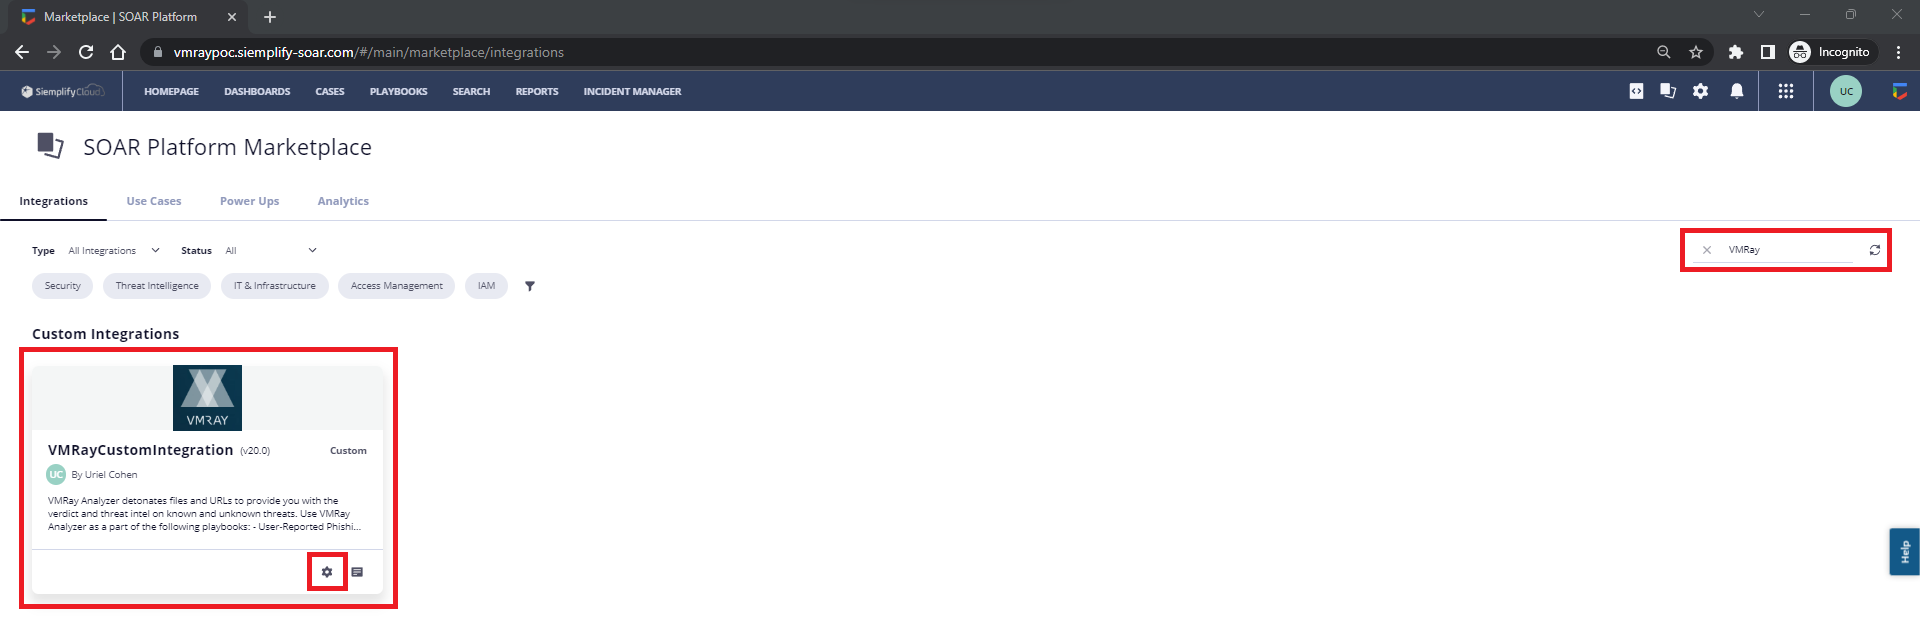 Marketplace | SOAR Platform
vmraypoc.siemplify-soar.com/#/main/marketplace/integrations
Incognito
SiemplifyCloud HOMEPAGE DASHBOARDS CASES PLAYBOOKS SEARCH REPORTS INCIDENT MANAGER UC
SOAR Platform Marketplace
Integrations Use Cases Power Ups Analytics
Type All Integrations Status All VMRay
Security Threat Intelligence IT & Infrastructure Access Management IAM
Custom Integrations
VMRAY
VMRayCustomIntegration (v20.0) Custom
UC By Uriel Cohen
VMRay Analyzer detonates files and URLs to provide you with the
verdict and threat intel on known and unknown threats. Use VMRay
Analyzer as a part of the following playbooks: - User-Reported Phishi...
Help